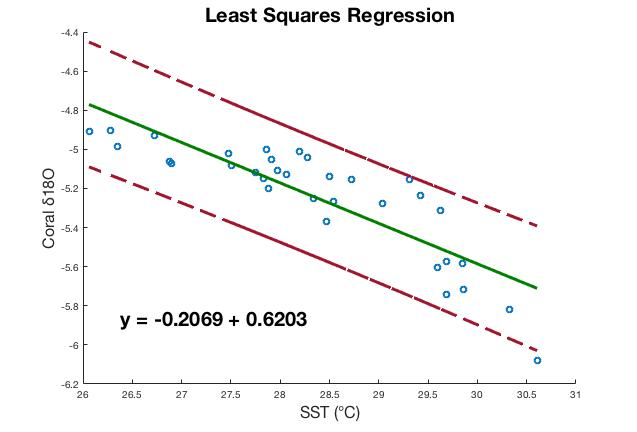 Least Squares Regression
-4.4
-4.6
-4.8
-5
-5.2
-5.4
-5.6
-5.8
-6
-6.2
Coral δ18O
y = -0.2069 + 0.6203
26 26.5 27 27.5 28 28.5 29 29.5 30 30.5 31
SST (°C)